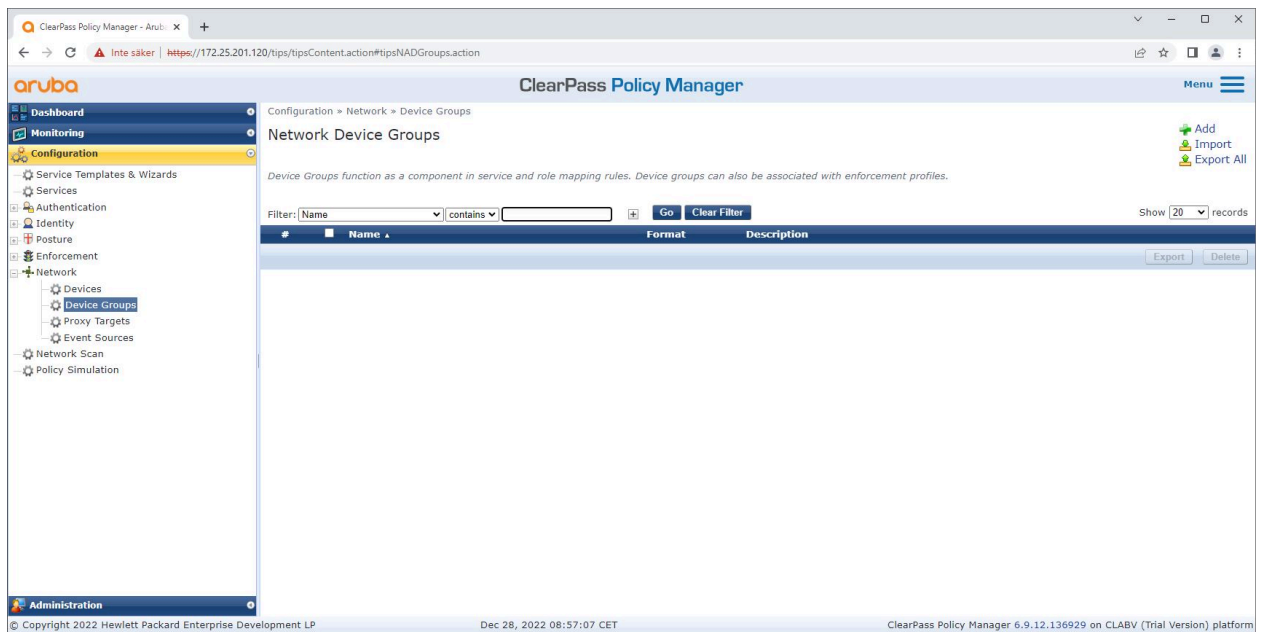 ClearPass Policy Manager - Arub
Inte säker | https://172.25.201.120/tips/tipsContent.action#tipsNADGroups.action
aruba
ClearPass Policy Manager
Menu
Dashboard
Monitoring
Configuration
Service Templates & Wizards
Services
Authentication
Identity
Posture
Enforcement
Network
Devices
Device Groups
Proxy Targets
Event Sources
Network Scan
Policy Simulation
Administration
Configuration » Network » Device Groups
Network Device Groups
Add
Import
Export All
Device Groups function as a component in service and role mapping rules. Device groups can also be associated with enforcement profiles.
Filter: Name contains + Go Clear Filter Show 20 records
# Name Format Description
Export Delete
© Copyright 2022 Hewlett Packard Enterprise Development LP Dec 28, 2022 08:57:07 CET ClearPass Policy Manager 6.9.12.136929 on CLABV (Trial Version) platform